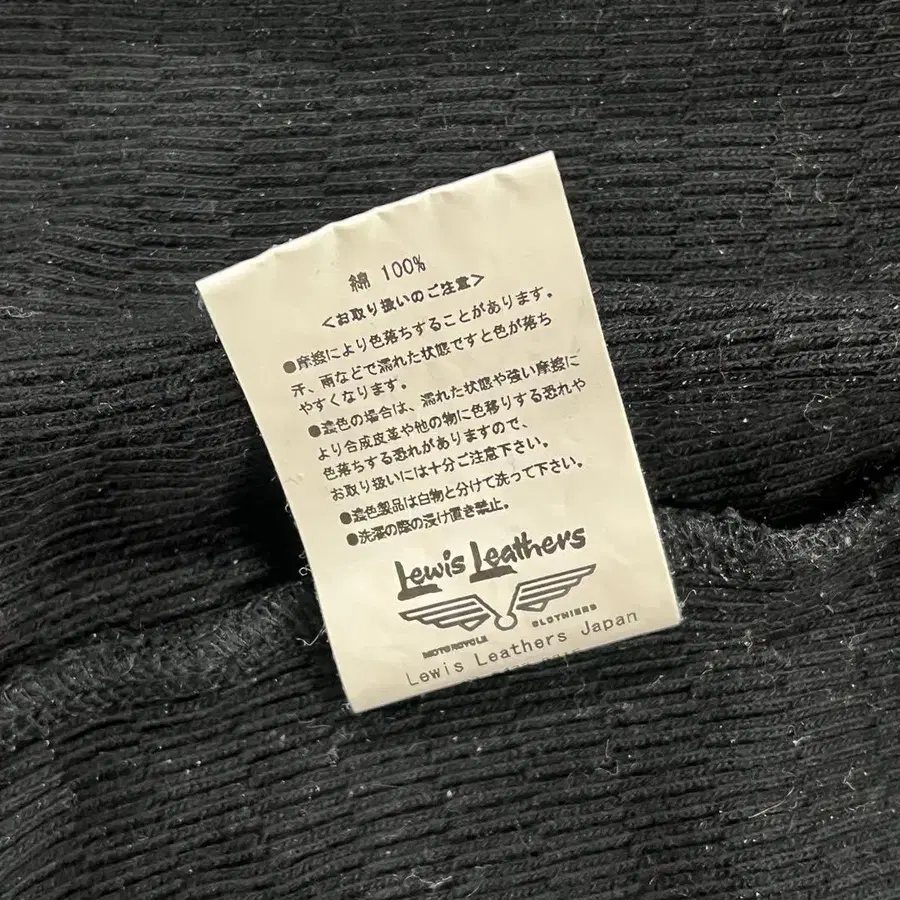 綿 100%
<お取り扱いのご注意>
●摩擦により色落ちすることがあります。
汗、雨などで濡れた状態ですと色が落ち
やすくなります。
●濃色の場合は、濡れた状態や強い摩擦に
より合成皮革や他の物に色移りする恐れや
色落ちする恐れがありますので、
お取り扱いには十分ご注意下さい。
●濃色製品は白物と分けて洗って下さい。
●洗濯の際の浸け置き禁止。
Lewis Leathers
MOTORCYCLE CLOTHIERS
Lewis Leathers Japan